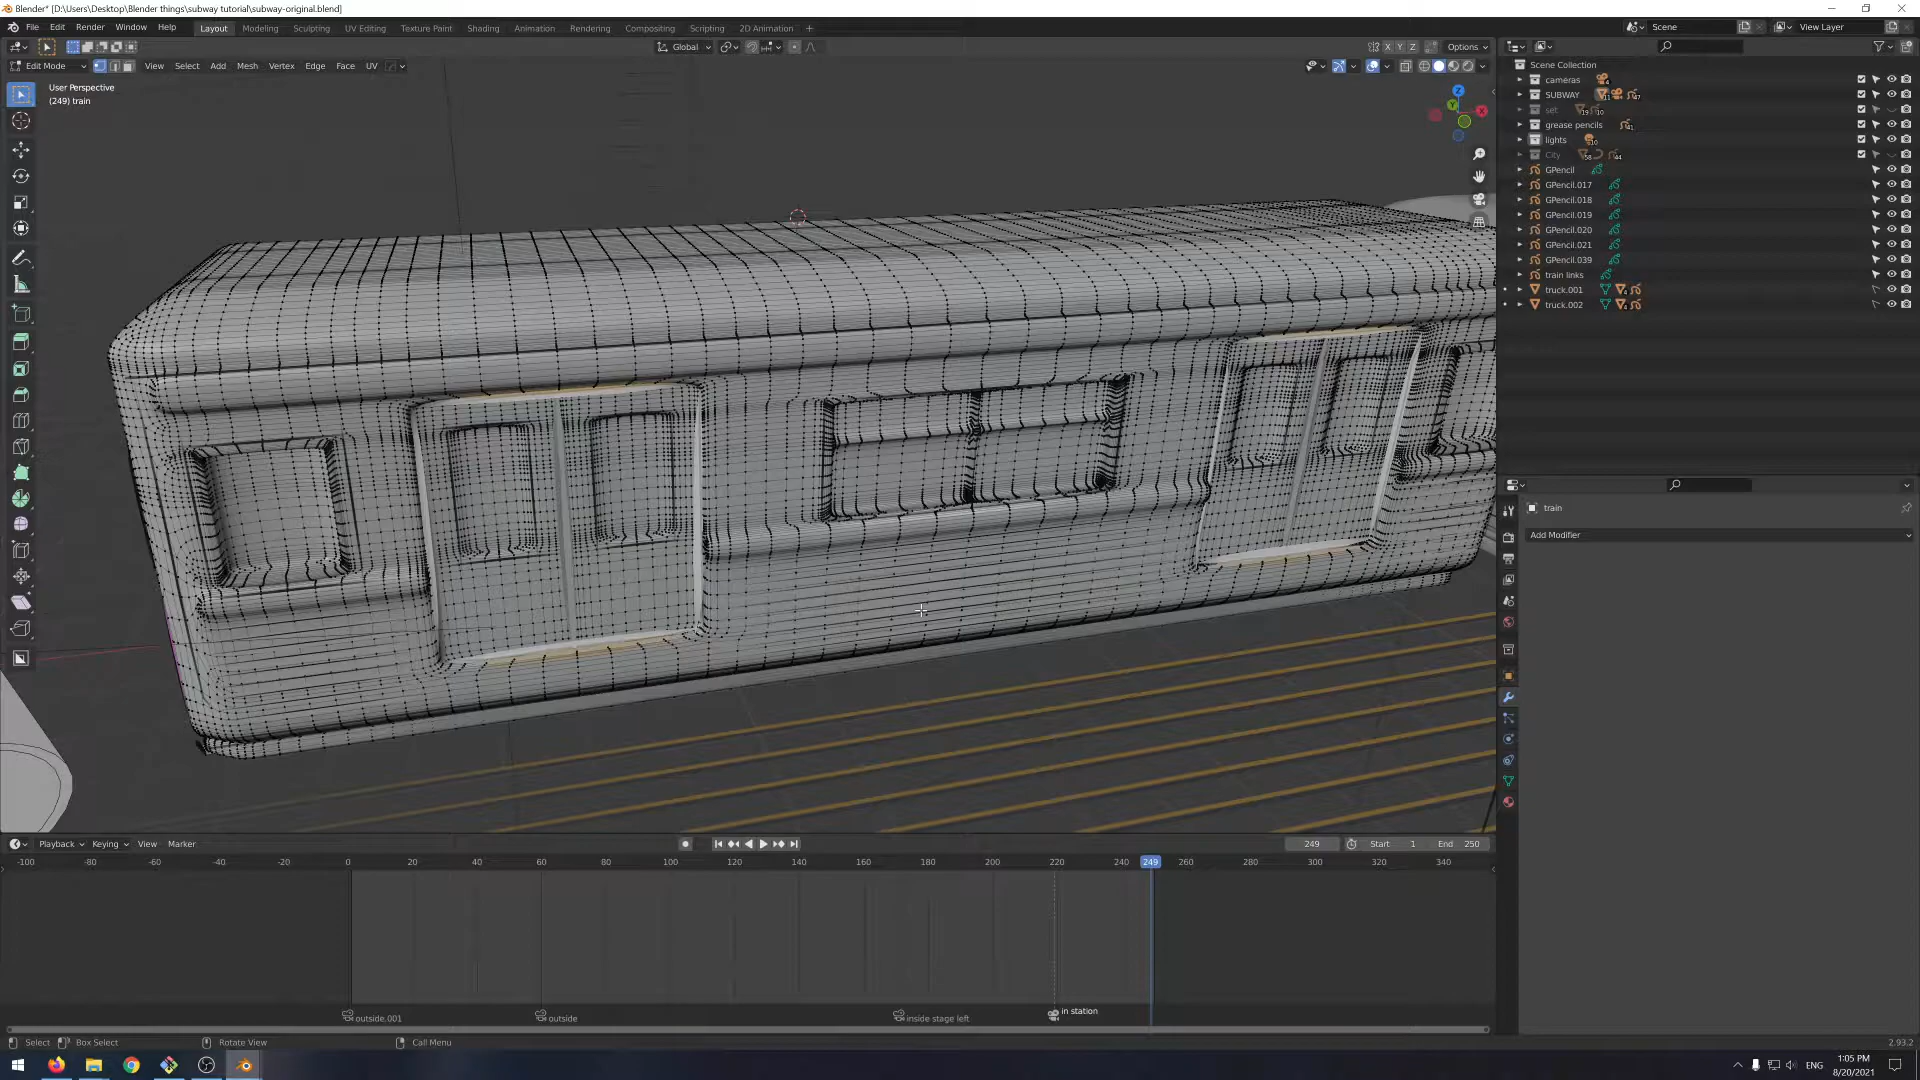 Blender* [D:\Users\Desktop\Blender things\subway tutorial\subway-original.blend]
File Edit Render Window Help Layout Modeling Sculpting UV Editing Texture Paint Shading Animation Rendering Compositing Scripting 2D Animation + Scene View Layer
Global X Y Z Options
Edit Mode View Select Add Mesh Vertex Edge Face UV
User Perspective
(249) train
Z
Y
X
Scene Collection
cameras
SUBWAY
set
grease pencils
lights
City
GPencil
GPencil.017
GPencil.018
GPencil.019
GPencil.020
GPencil.021
GPencil.039
train links
truck.001
truck.002
train
Add Modifier
Playback Keying View Marker 249 Start 1 End 250
-100 -80 -60 -40 -20 0 20 40 60 80 100 120 140 160 180 200 220 240 249 260 280 300 320 340
outside.001 outside inside stage left in station
Select Box Select Rotate View Call Menu 2.93.2
ENG 1:05 PM
8/20/2021